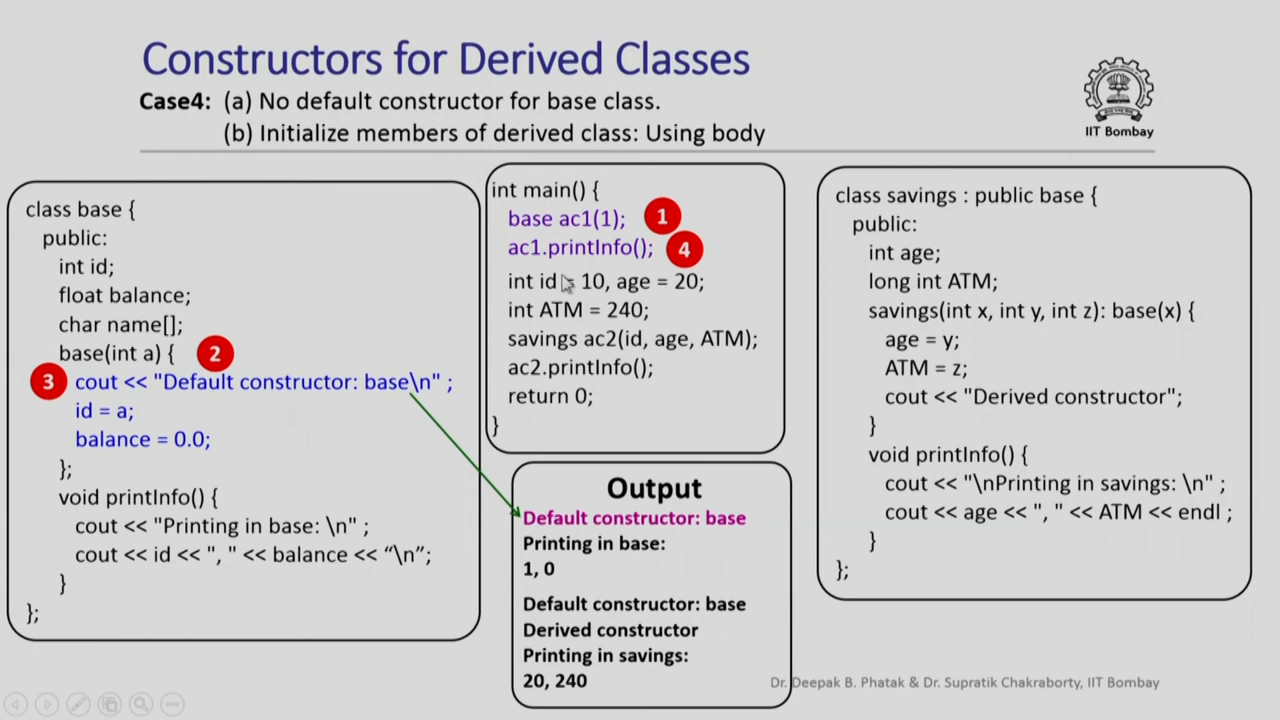 Constructors for Derived Classes
Case4: (a) No default constructor for base class.
(b) Initialize members of derived class: Using body
IIT Bombay
class base {
public:
int id;
float balance;
char name[];
base(int a) {
2
3
cout << "Default constructor: base\n" ;
id = a;
balance = 0.0;
};
void printInfo() {
cout << "Printing in base: \n" ;
cout << id << ", " << balance << “\n”;
}
};
int main() {
base ac1(1);
1
ac1.printInfo();
4
int id = 10, age = 20;
int ATM = 240;
savings ac2(id, age, ATM);
ac2.printInfo();
return 0;
}
Output
Default constructor: base
Printing in base:
1, 0
Default constructor: base
Derived constructor
Printing in savings:
20, 240
class savings : public base {
public:
int age;
long int ATM;
savings(int x, int y, int z): base(x) {
age = y;
ATM = z;
cout << "Derived constructor";
}
void printInfo() {
cout << "\nPrinting in savings: \n" ;
cout << age << ", " << ATM << endl ;
}
};
Dr. Deepak B. Phatak & Dr. Supratik Chakraborty, IIT Bombay